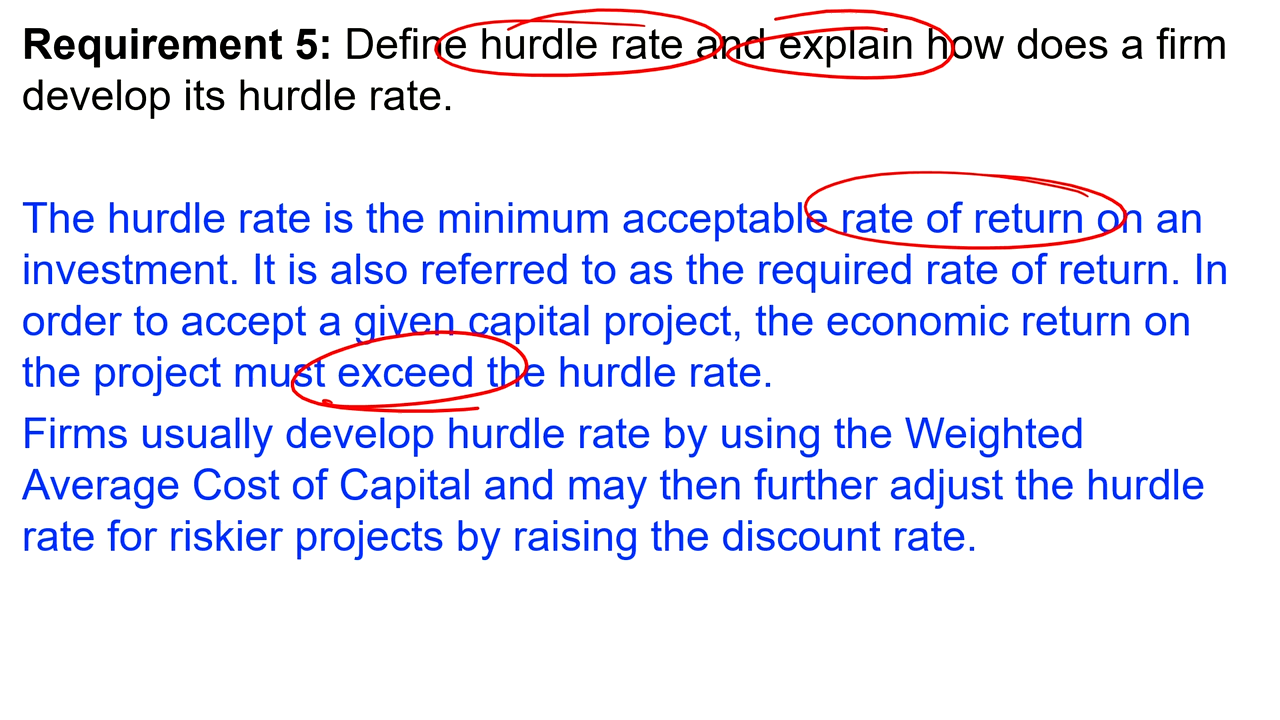 Requirement 5: Define hurdle rate and explain how does a firm
develop its hurdle rate.
The hurdle rate is the minimum acceptable rate of return on an
investment. It is also referred to as the required rate of return. In
order to accept a given capital project, the economic return on
the project must exceed the hurdle rate.
Firms usually develop hurdle rate by using the Weighted
Average Cost of Capital and may then further adjust the hurdle
rate for riskier projects by raising the discount rate.